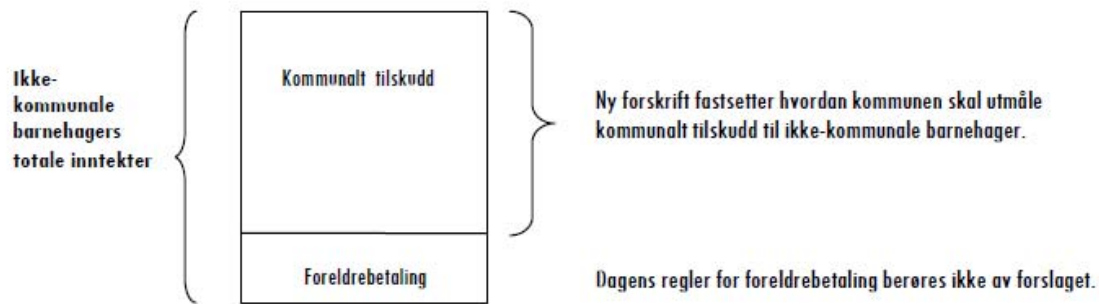 Ikke-
kommunale
barnehagers
totale inntekter
Kommunalt tilskudd
Ny forskrift fastsetter hvordan kommunen skal utmåle
kommunalt tilskudd til ikke-kommunale barnehager.
Foreldrebetaling
Dagens regler for foreldrebetaling berøres ikke av forslaget.